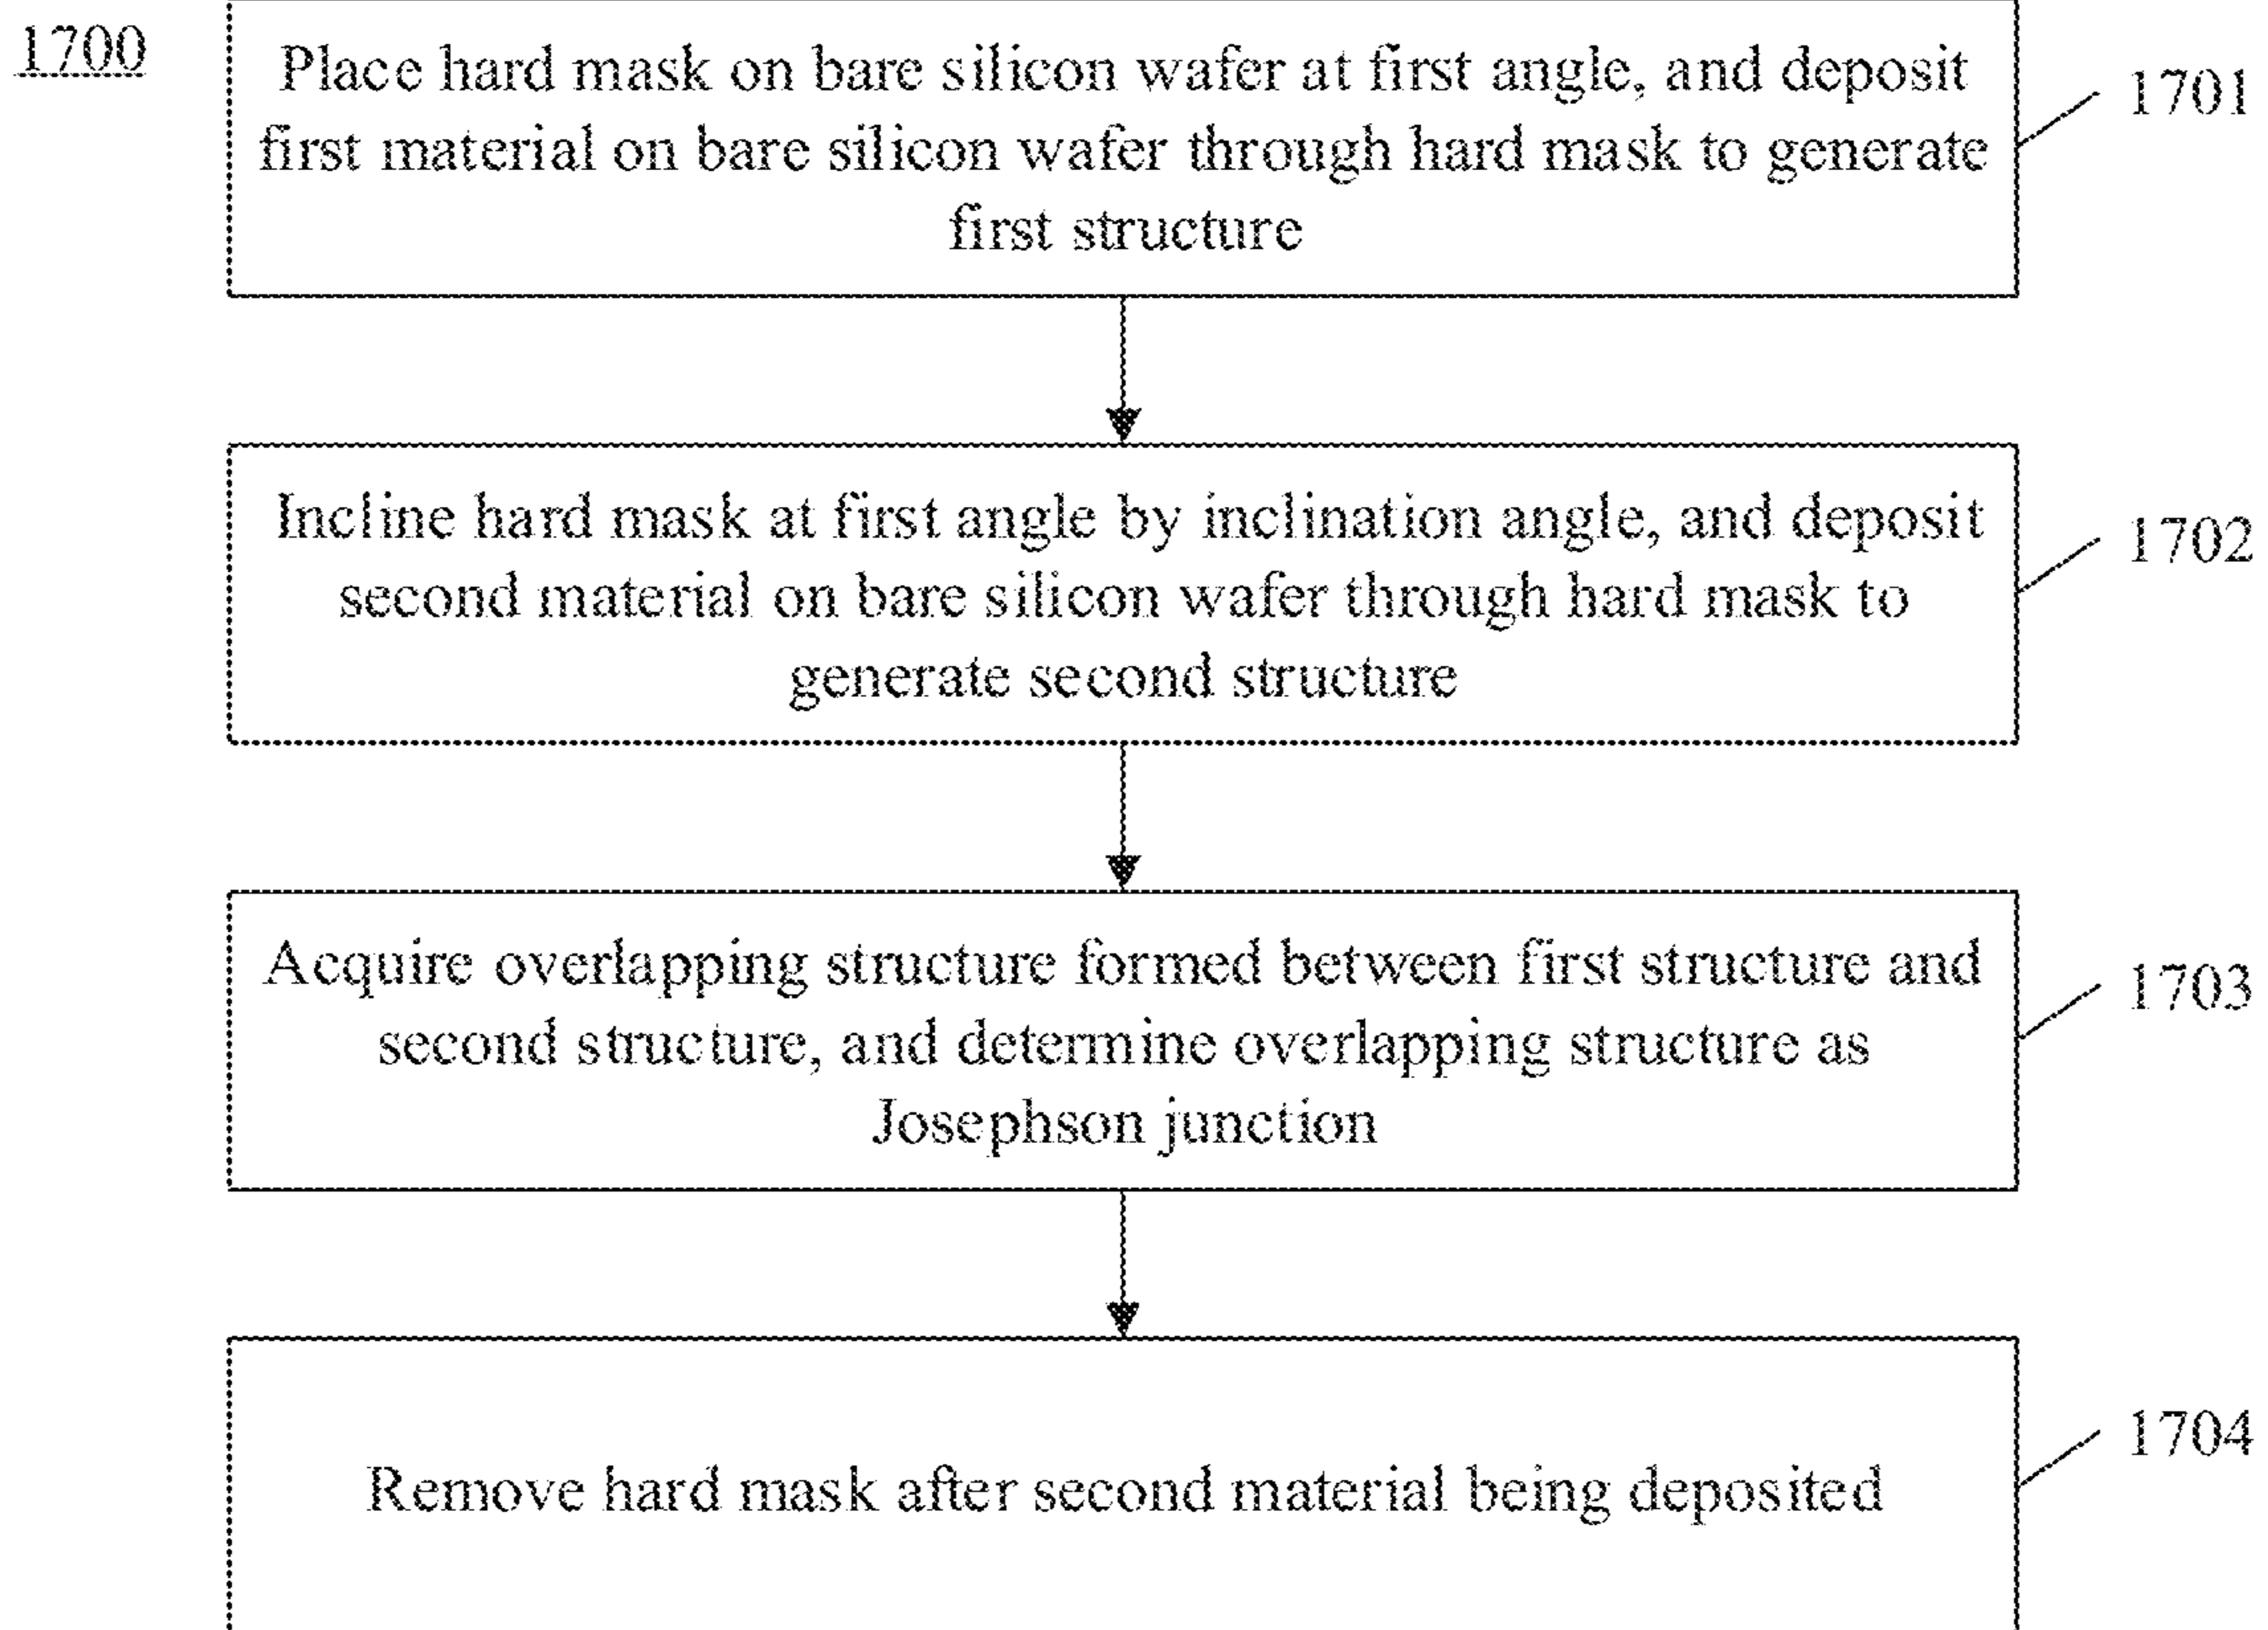 1700
Place hard mask on bare silicon wafer at first angle, and deposit
first material on bare silicon wafer through hard mask to generate
first structure
1701
Incline hard mask at first angle by inclination angle, and deposit
second material on bare silicon wafer through hard mask to
generate second structure
1702
Acquire overlapping structure formed between first structure and
second structure, and determine overlapping structure as
Josephson junction
1703
Remove hard mask after second material being deposited
1704